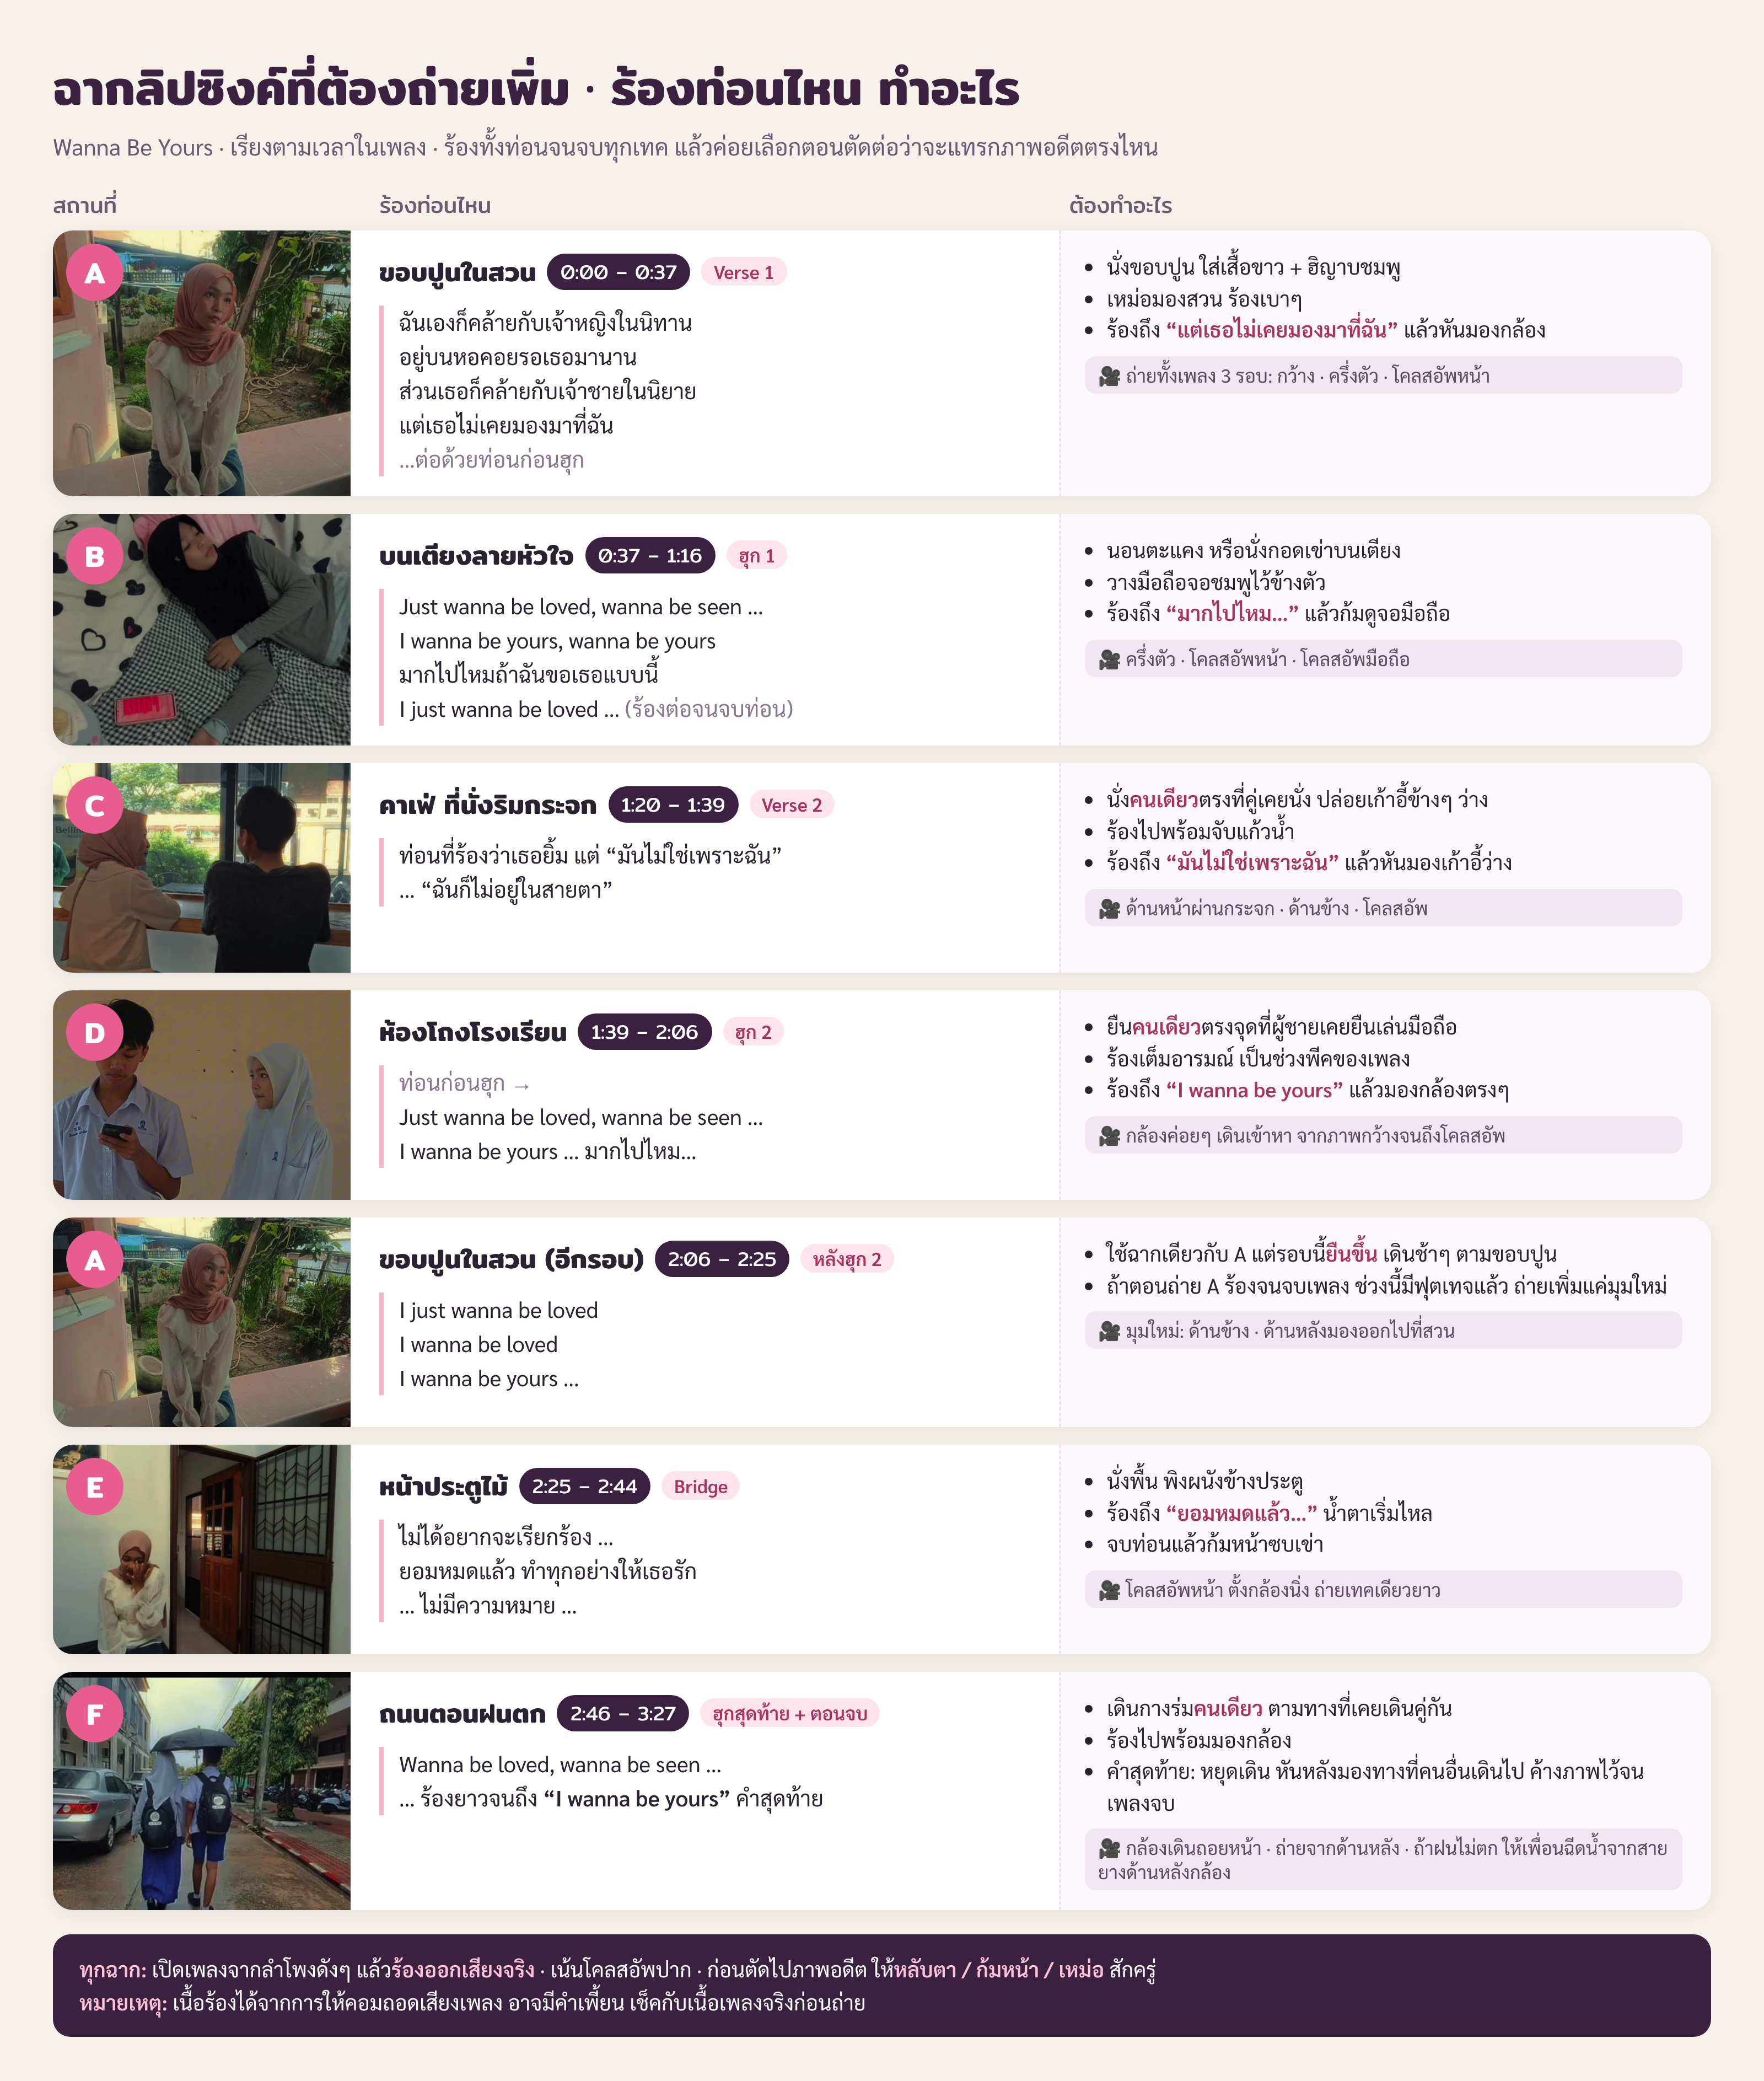 ฉากลิปซิงค์ที่ต้องถ่ายเพิ่ม · ร้องท่อนไหน ทำอะไร
Wanna Be Yours · เรียงตามเวลาในเพลง · ร้องทั้งท่อนจนจบทุกเทค แล้วค่อยเลือกตอนตัดต่อว่าจะแทรกภาพอดีตตรงไหน
สถานที่
ร้องท่อนไหน
ต้องทำอะไร
A
ขอบปูนในสวน 0:00 – 0:37 Verse 1
ฉันเองก็คล้ายกับเจ้าหญิงในนิทาน
อยู่บนหอคอยรอเธอมานาน
ส่วนเธอก็คล้ายกับเจ้าชายในนิยาย
แต่เธอไม่เคยมองมาที่ฉัน
...ต่อด้วยท่อนก่อนฮุก
• นั่งขอบปูน ใส่เสื้อขาว + ฮิญาบชมพู
• เหม่อมองสวน ร้องเบาๆ
• ร้องถึง “แต่เธอไม่เคยมองมาที่ฉัน” แล้วหันมองกล้อง
🎥 ถ่ายทั้งเพลง 3 รอบ: กว้าง · ครึ่งตัว · โคลสอัพหน้า
B
บนเตียงลายหัวใจ 0:37 – 1:16 ฮุก 1
Just wanna be loved, wanna be seen ...
I wanna be yours, wanna be yours
มากไปไหมถ้าฉันขอเธอแบบนี้
I just wanna be loved ... (ร้องต่อจนจบท่อน)
• นอนตะแคง หรือนั่งกอดเข่าบนเตียง
• วางมือถือจอชมพูไว้ข้างตัว
• ร้องถึง “มากไปไหม...” แล้วก้มดูจอมือถือ
🎥 ครึ่งตัว · โคลสอัพหน้า · โคลสอัพมือถือ
C
คาเฟ่ ที่นั่งริมกระจก 1:20 – 1:39 Verse 2
ท่อนที่ร้องว่าเธอยิ้ม แต่ “มันไม่ใช่เพราะฉัน”
... “ฉันก็ไม่อยู่ในสายตา”
• นั่งคนเดียวตรงที่คู่เคยนั่ง ปล่อยเก้าอี้ข้างๆ ว่าง
• ร้องไปพร้อมจับแก้วน้ำ
• ร้องถึง “มันไม่ใช่เพราะฉัน” แล้วหันมองเก้าอี้ว่าง
🎥 ด้านหน้าผ่านกระจก · ด้านข้าง · โคลสอัพ
D
ห้องโถงโรงเรียน 1:39 – 2:06 ฮุก 2
ท่อนก่อนฮุก →
Just wanna be loved, wanna be seen ...
I wanna be yours ... มากไปไหม...
• ยืนคนเดียวตรงจุดที่ผู้ชายเคยยืนเล่นมือถือ
• ร้องเต็มอารมณ์ เป็นช่วงพีคของเพลง
• ร้องถึง “I wanna be yours” แล้วมองกล้องตรงๆ
🎥 กล้องค่อยๆ เดินเข้าหา จากภาพกว้างจนถึงโคลสอัพ
A
ขอบปูนในสวน (อีกรอบ) 2:06 – 2:25 หลังฮุก 2
I just wanna be loved
I wanna be loved
I wanna be yours ...
• ใช้ฉากเดียวกับ A แต่รอบนี้ยืนขึ้น เดินช้าๆ ตามขอบปูน
• ถ้าตอนถ่าย A ร้องจนจบเพลง ช่วงนี้มีฟุตเทจแล้ว ถ่ายเพิ่มแค่มุมใหม่
🎥 มุมใหม่: ด้านข้าง · ด้านหลังมองออกไปที่สวน
E
หน้าประตูไม้ 2:25 – 2:44 Bridge
ไม่ได้อยากจะเรียกร้อง ...
ยอมหมดแล้ว ทำทุกอย่างให้เธอรัก
... ไม่มีความหมาย ...
• นั่งพื้น พิงผนังข้างประตู
• ร้องถึง “ยอมหมดแล้ว...” น้ำตาเริ่มไหล
• จบท่อนแล้วก้มหน้าซบเข่า
🎥 โคลสอัพหน้า ตั้งกล้องนิ่ง ถ่ายเทคเดียวยาว
F
ถนนตอนฝนตก 2:46 – 3:27 ฮุกสุดท้าย + ตอนจบ
Wanna be loved, wanna be seen ...
... ร้องยาวจนถึง “I wanna be yours” คำสุดท้าย
• เดินกางร่มคนเดียว ตามทางที่เคยเดินคู่กัน
• ร้องไปพร้อมมองกล้อง
• คำสุดท้าย: หยุดเดิน หันหลังมองทางที่คนอื่นเดินไป ค้างภาพไว้จน
เพลงจบ
🎥 กล้องเดินถอยหน้า · ถ่ายจากด้านหลัง · ถ้าฝนไม่ตก ให้เพื่อนฉีดน้ำจากสาย
ยางด้านหลังกล้อง
ทุกฉาก: เปิดเพลงจากลำโพงดังๆ แล้วร้องออกเสียงจริง · เน้นโคลสอัพปาก · ก่อนตัดไปภาพอดีต ให้หลับตา / ก้มหน้า / เหม่อ สักครู่
หมายเหตุ: เนื้อร้องได้จากการให้คอมถอดเสียงเพลง อาจมีคำเพี้ยน เช็คกับเนื้อเพลงจริงก่อนถ่าย